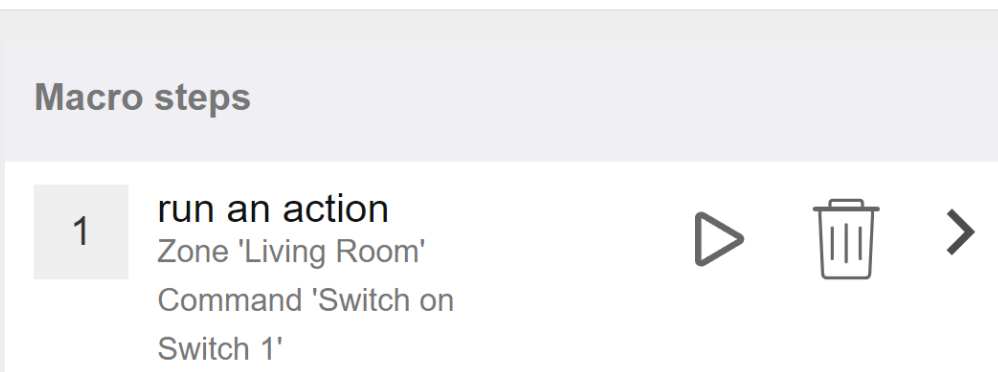 Macro steps
1
run an action
Zone 'Living Room'
Command 'Switch on
Switch 1'